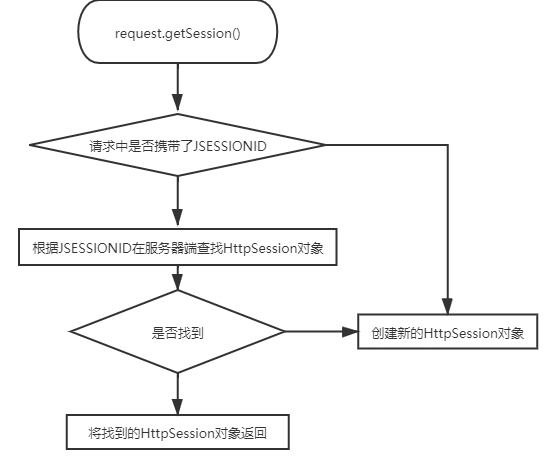 request.getSession()
请求中是否携带了JSESSIONID
根据JSESSIONID在服务器端查找HttpSession对象
是否找到
创建新的HttpSession对象
将找到的HttpSession对象返回